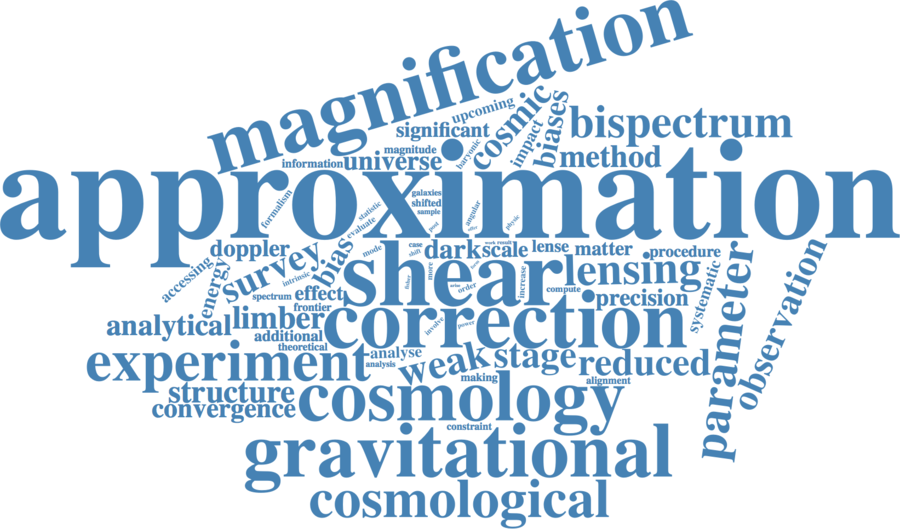 magnification
upcoming
cosmic
significant
biases
impact
bispectrum
magnitude
baryonic
information
universe
method
approximation
formalism
statistic
evaluate
galaxies
shifted
sample
angular
physic
post
doppler
bias
mode
case
shift
work
result
dark
scale
lense
matter
procedure
accessing
energy
survey
intrinsic
shear
more
order
increase
lensing
compute
systematic
parameter
observation
spectrum
effect
frontier
precision
analytical
limber
correction
involve
power
additional
theoretical
experiment
analyse
analysis
weak
stage
reduced
making
alignment
structure
convergence
cosmology
constraint
gravitational
cosmological